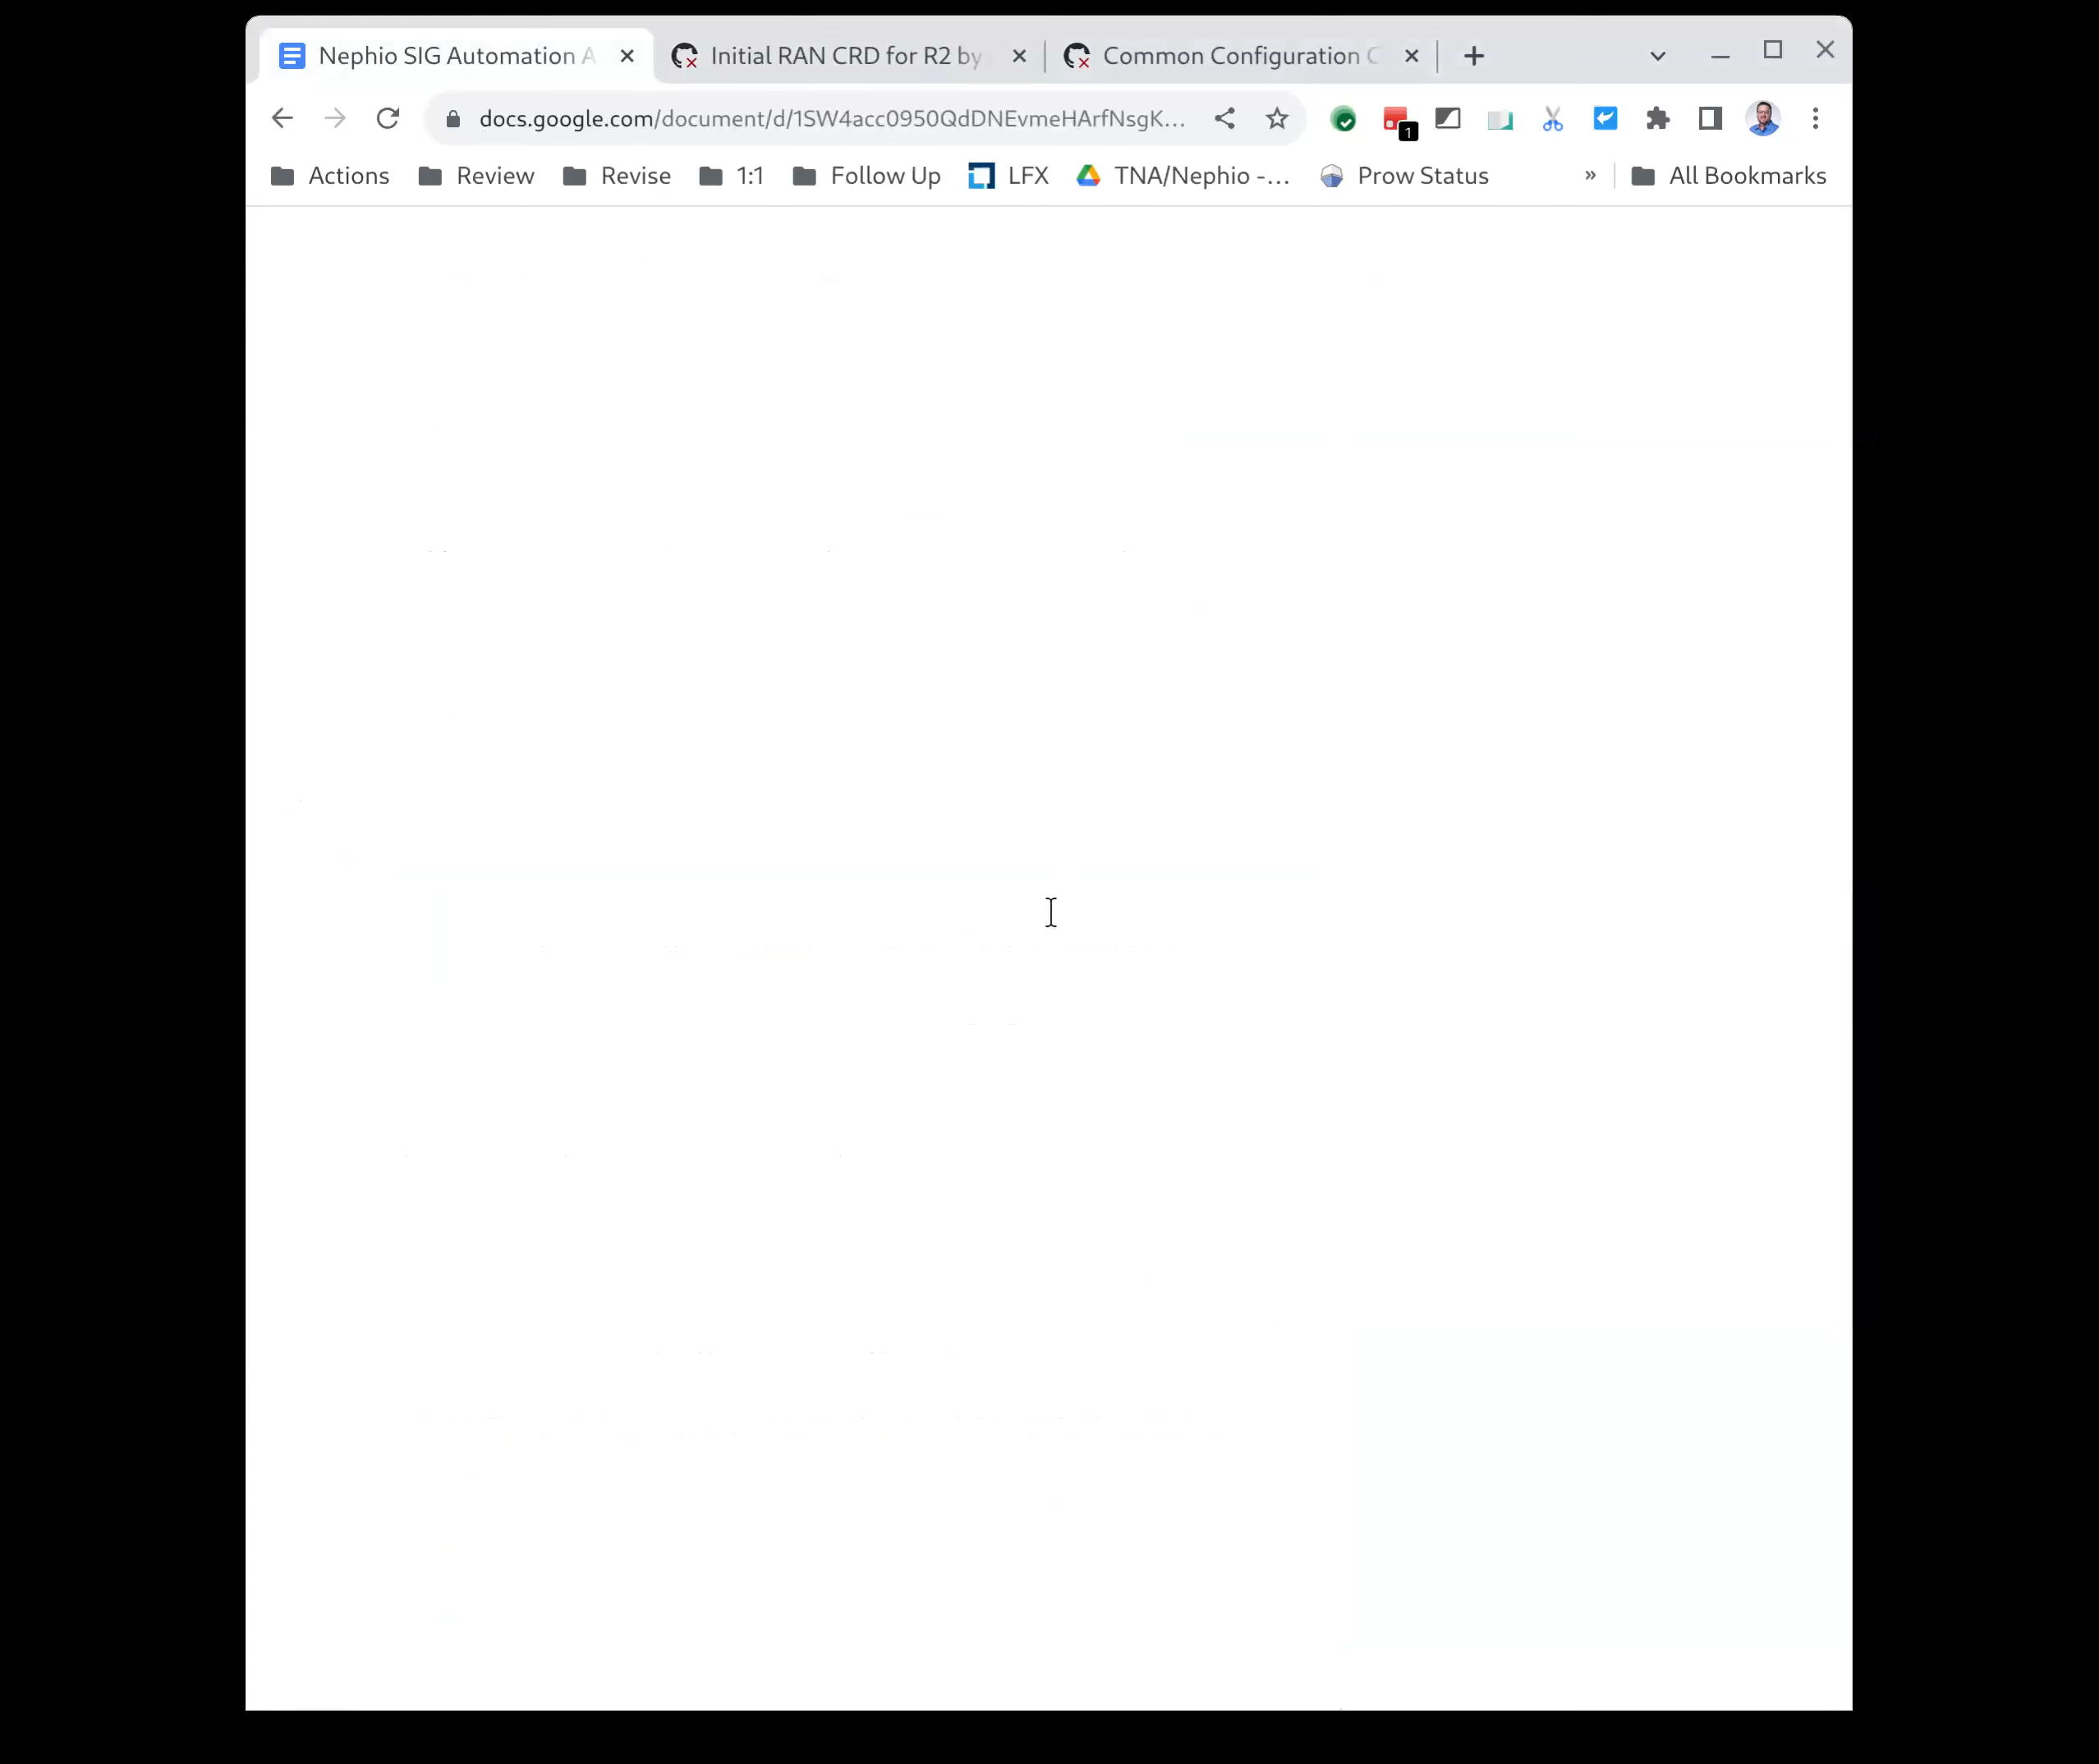 Nephio SIG Automation A
Initial RAN CRD for R2 by
Common Configuration C
docs.google.com/document/d/1SW4acc0950QdDNEvmeHArfNsgK...
1
Actions
Review
Revise
1:1
Follow Up
LFX
TNA/Nephio -...
Prow Status
»
All Bookmarks